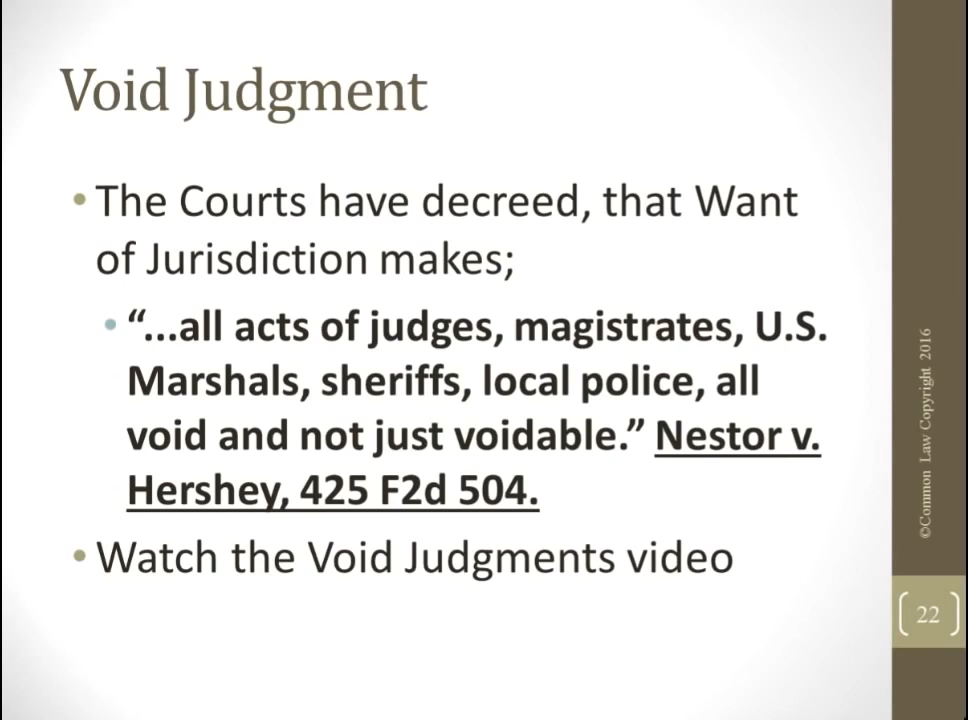 Void Judgment
• The Courts have decreed, that Want
of Jurisdiction makes;
• “...all acts of judges, magistrates, U.S.
Marshals, sheriffs, local police, all
void and not just voidable.” Nestor v.
Hershey, 425 F2d 504.
• Watch the Void Judgments video
©Common Law Copyright 2016
22